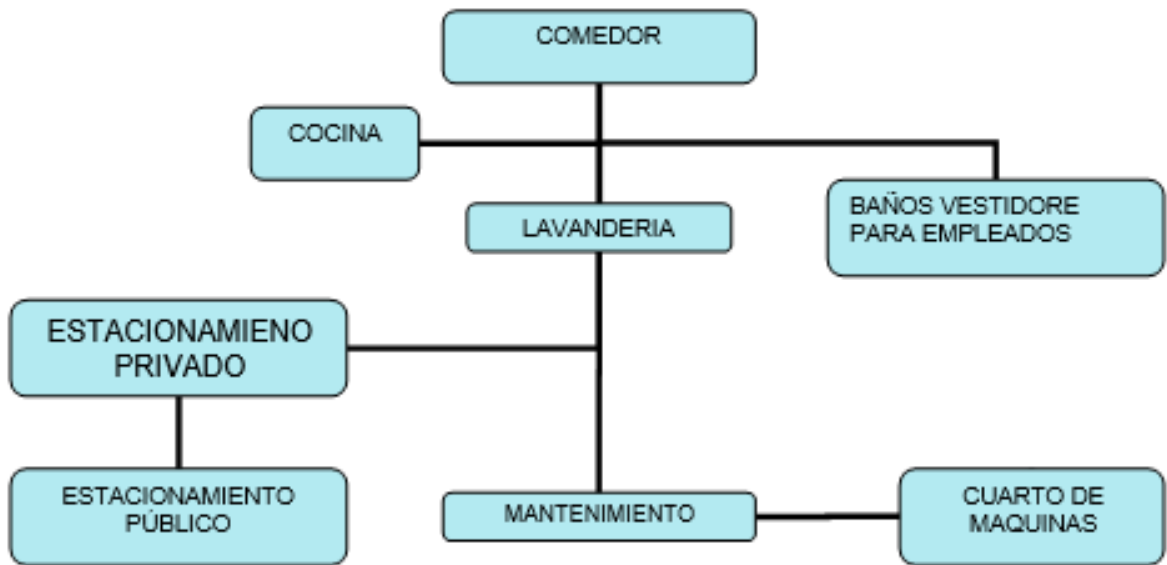 COMEDOR
COCINA
BAÑOS VESTIDORE
PARA EMPLEADOS
LAVANDERIA
ESTACIONAMIENO
PRIVADO
ESTACIONAMIENTO
PÚBLICO
MANTENIMIENTO
CUARTO DE
MAQUINAS